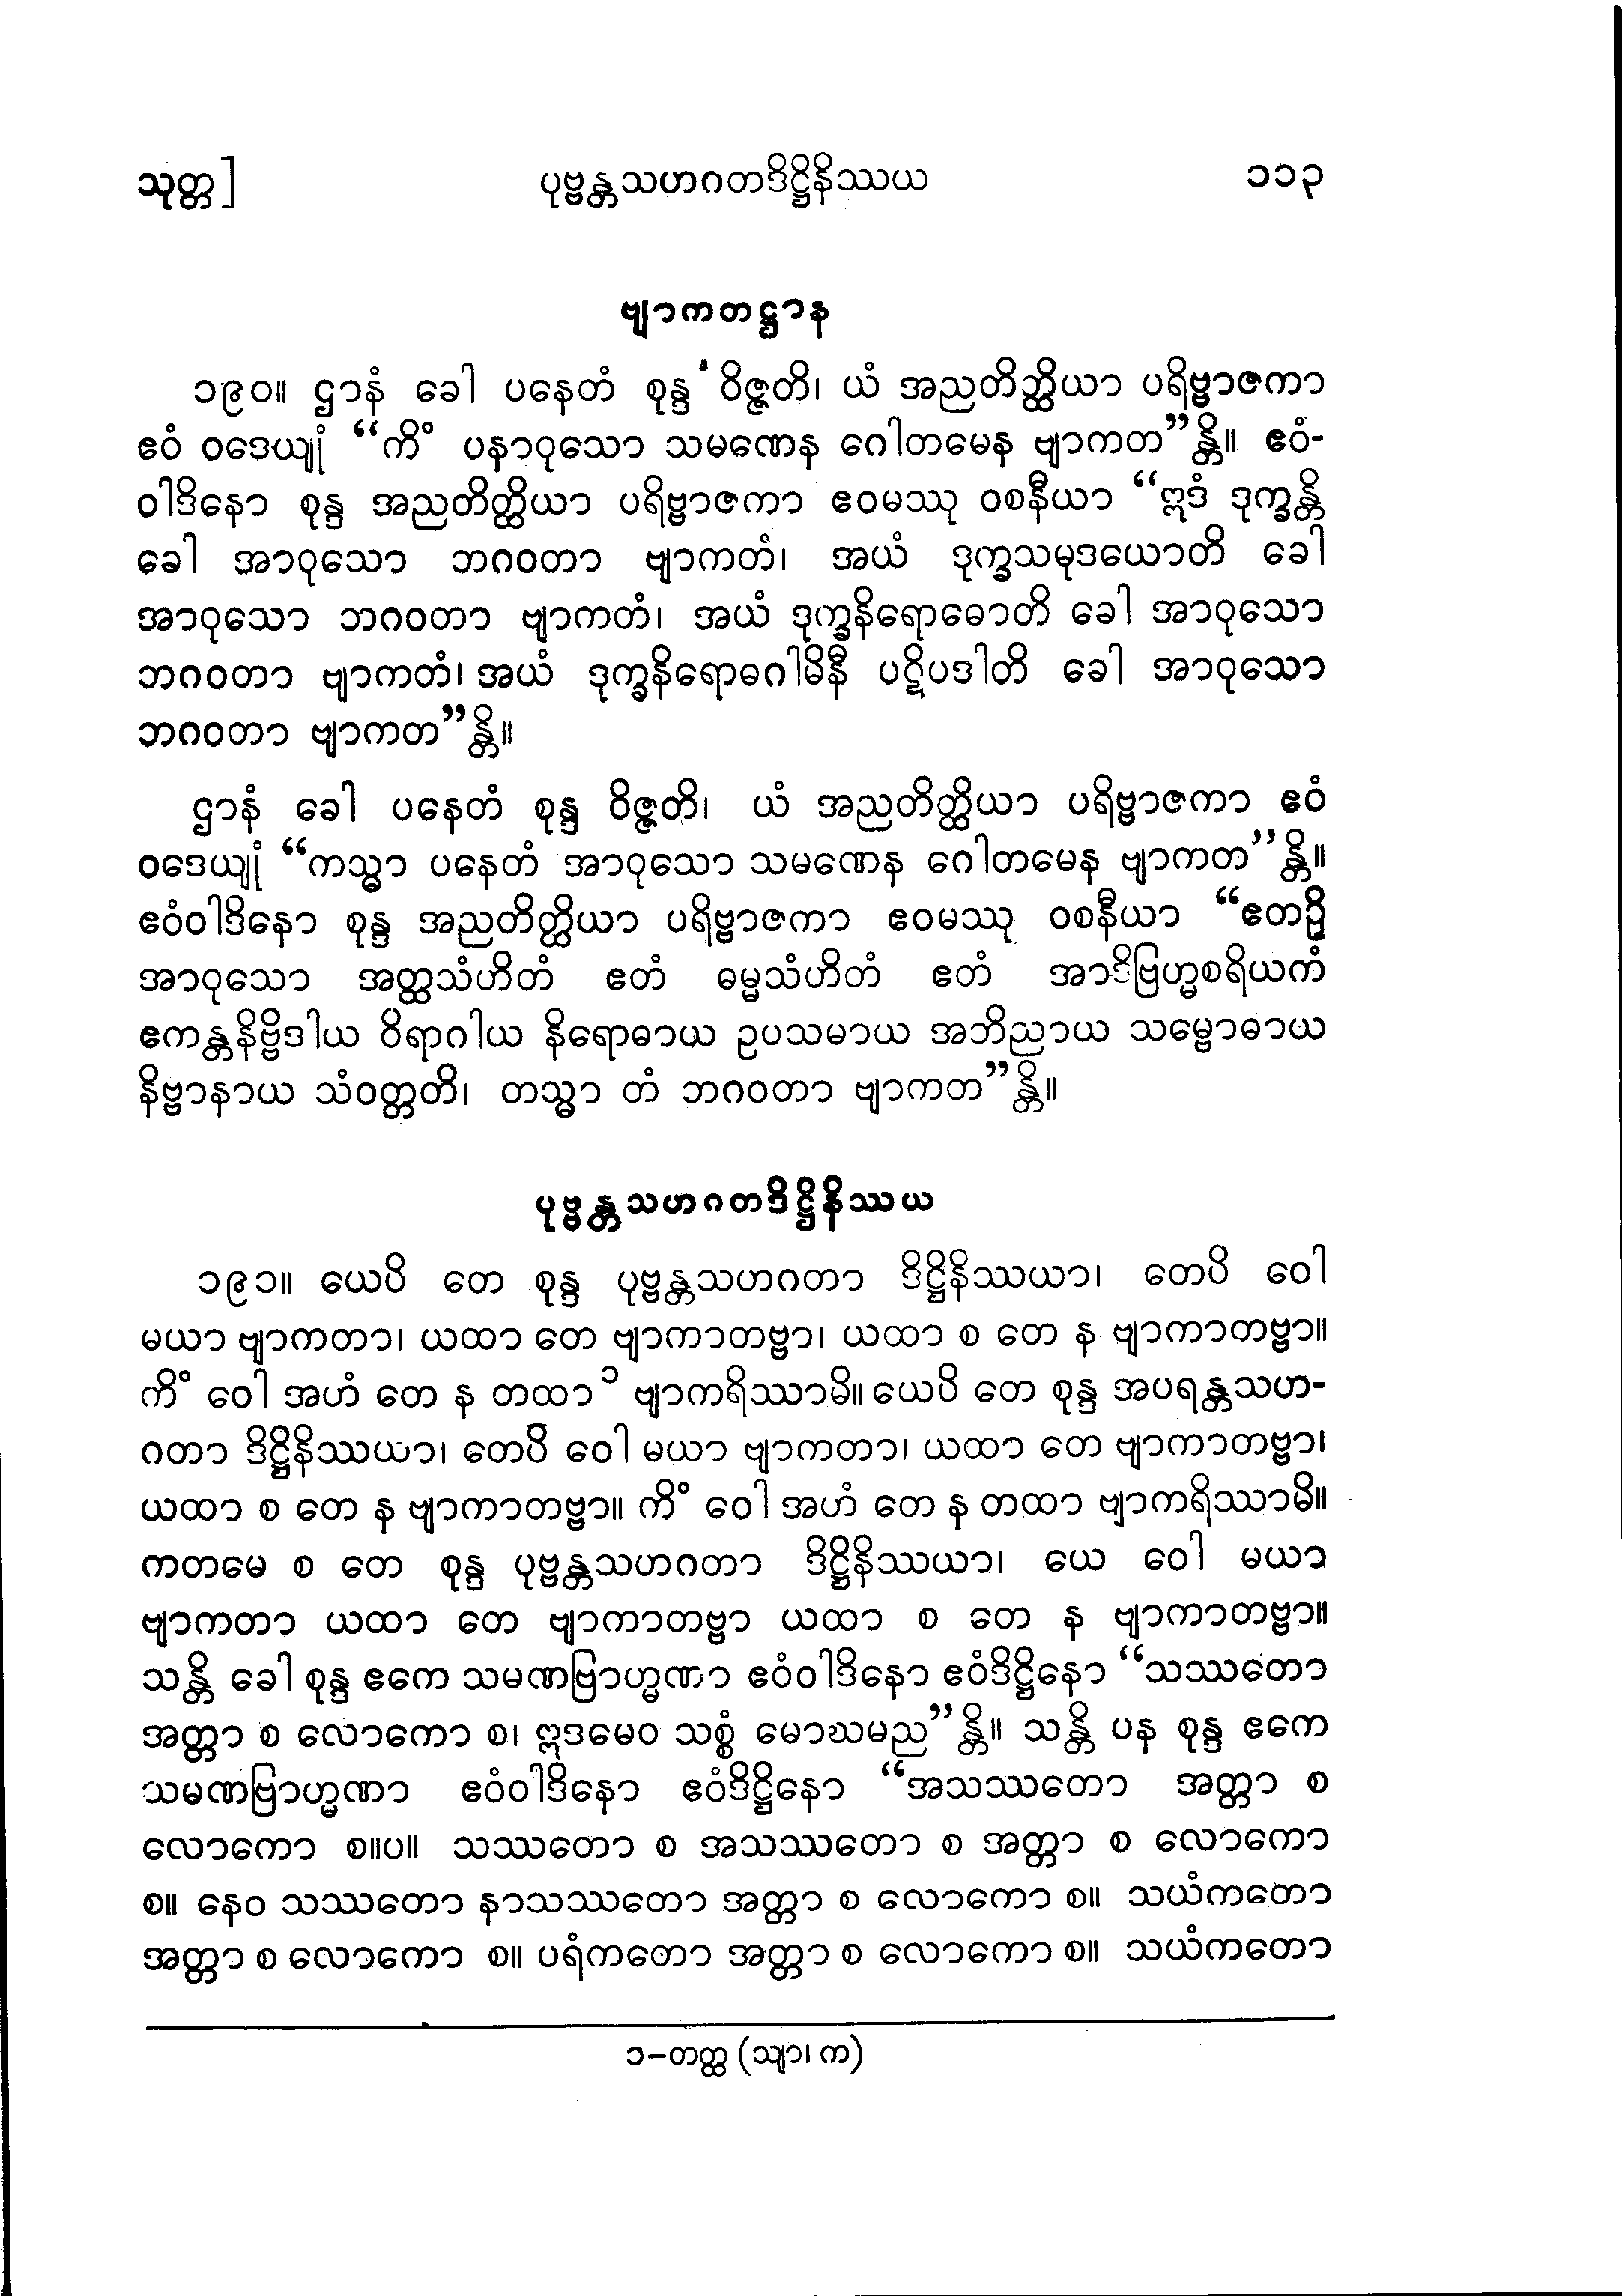 သုတ္တ]
ပုဗ္ဗန္တသဟဂတဒိဋ္ဌိနိဿယ
၁၁၃
ဗျာကတဋ္ဌာန
၁၉၀။ ဌာနံ ခေါ ပနေတံ စုန္ဒ ဝိဇ္ဇတိ၊ ယံ အညတိတ္ထိယာ ပရိဗ္ဗာဇကာ
ဧဝံ ဝဒေယျုံ “ကိံ ပနာဝုသော သမဏေန ဂေါတမေန ဗျာကတ”န္တိ။ ဧဝံ-
ဝါဒိနော စုန္ဒ အညတိတ္ထိယာ ပရိဗ္ဗာဇကာ ဧဝမဿု ဝစနီယာ “ဣဒံ ဒုက္ခန္တိ
ခေါ အာဝုသော ဘဂဝတာ ဗျာကတံ၊ အယံ ဒုက္ခသမုဒယောတိ ခေါ
အာဝုသော ဘဂဝတာ ဗျာကတံ၊ အယံ ဒုက္ခနိရောဓောတိ ခေါ အာဝုသော
ဘဂဝတာ ဗျာကတံ၊ အယံ ဒုက္ခနိရောဓဂါမိနီ ပဋိပဒါတိ ခေါ အာဝုသော
ဘဂဝတာ ဗျာကတ”န္တိ။
ဌာနံ ခေါ ပနေတံ စုန္ဒ ဝိဇ္ဇတိ၊ ယံ အညတိတ္ထိယာ ပရိဗ္ဗာဇကာ ဧဝံ
ဝဒေယျုံ “ကသ္မာ ပနေတံ အာဝုသော သမဏေန ဂေါတမေန ဗျာကတ”န္တိ။
ဧဝံဝါဒိနော စုန္ဒ အညတိတ္ထိယာ ပရိဗ္ဗာဇကာ ဧဝမဿု ဝစနီယာ “ဧတဉှိ
အာဝုသော အတ္ထသံဟိတံ ဧတံ ဓမ္မသံဟိတံ ဧတံ အာဒိဗြဟ္မစရိယကံ
ဧကန္တနိဗ္ဗိဒါယ ဝိရာဂါယ နိရောဓာယ ဥပသမာယ အဘိညာယ သမ္ဗောဓာယ
နိဗ္ဗာနာယ သံဝတ္တတိ၊ တသ္မာ တံ ဘဂဝတာ ဗျာကတ”န္တိ။
ပုဗ္ဗန္တသဟဂတဒိဋ္ဌိနိဿယ
၁၉၁။ ယေပိ တေ စုန္ဒ ပုဗ္ဗန္တသဟဂတာ ဒိဋ္ဌိနိဿယာ၊ တေပိ ဝေါ
မယာ ဗျာကတာ၊ ယထာ တေ ဗျာကာတဗ္ဗာ၊ ယထာ စ တေ န ဗျာကာတဗ္ဗာ။
ကိံ ဝေါ အဟံ တေ န တထာ ၁ ဗျာကရိဿာမိ။ ယေပိ တေ စုန္ဒ အပရန္တသဟ-
ဂတာ ဒိဋ္ဌိနိဿယာ၊ တေပိ ဝေါ မယာ ဗျာကတာ၊ ယထာ တေ ဗျာကာတဗ္ဗာ၊
ယထာ စ တေ န ဗျာကာတဗ္ဗာ။ ကိံ ဝေါ အဟံ တေ န တထာ ဗျာကရိဿာမိ။
ကတမေ စ တေ စုန္ဒ ပုဗ္ဗန္တသဟဂတာ ဒိဋ္ဌိနိဿယာ၊ ယေ ဝေါ မယာ
ဗျာကတာ ယထာ တေ ဗျာကာတဗ္ဗာ ယထာ စ တေ န ဗျာကာတဗ္ဗာ။
သန္တိ ခေါ စုန္ဒ ဧကေ သမဏဗြာဟ္မဏာ ဧဝံဝါဒိနော ဧဝံဒိဋ္ဌိနော “သဿတော
အတ္တာ စ လောကော စ၊ ဣဒမေဝ သစ္စံ မောဃမည”န္တိ။ သန္တိ ပန စုန္ဒ ဧကေ
သမဏဗြာဟ္မဏာ ဧဝံဝါဒိနော ဧဝံဒိဋ္ဌိနော “အသဿတော အတ္တာ စ
လောကော စ။ပ။ သဿတော စ အသဿတော စ အတ္တာ စ လောကော
စ။ နေဝ သဿတော နာသဿတော အတ္တာ စ လောကော စ။ သယံကတော
အတ္တာ စ လောကော စ။ ပရံကတော အတ္တာ စ လောကော စ။ သယံကတော
၁-တတ္ထ (သျာ၊ က)